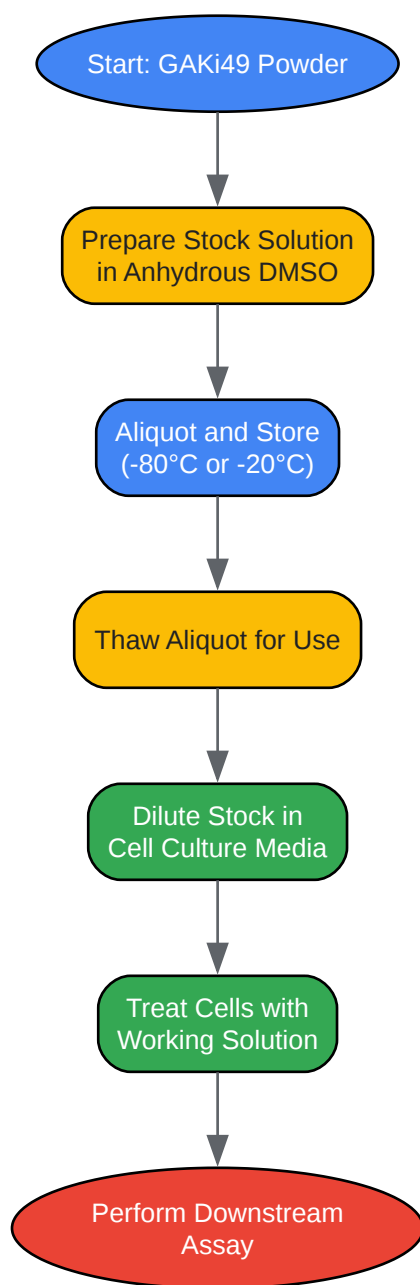 Start: GAKi49 Powder
Prepare Stock Solution
in Anhydrous DMSO
Aliquot and Store
(-80°C or -20°C)
Thaw Aliquot for Use
Dilute Stock in
Cell Culture Media
Treat Cells with
Working Solution
Perform Downstream
Assay